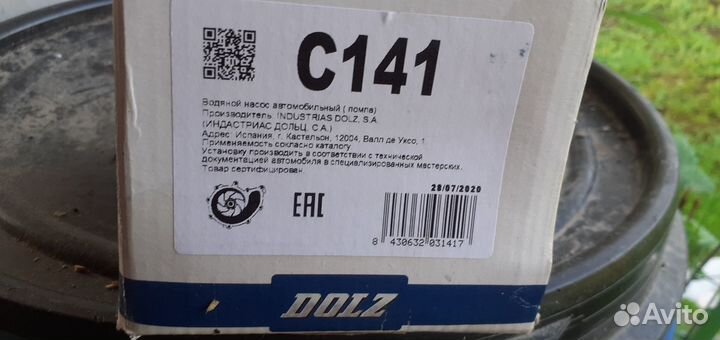 C141
Водяной насос автомобильный ( помпа)
Производитель: INDUSTRIAS DOLZ, S.A.
(ИНДАСТРИАС ДОЛЬЦ, С.А.)
Адрес: Испания, г. Кастельон, 12004, Валл де Уксо, 1
Применяемость согласно каталогу
Установку производить в соответствии с технической
документацией автомобиля в специализированных мастерских.
Товар сертифицирован.
28/07/2020
EAC
8 430632 031417
DOLZ
Avito